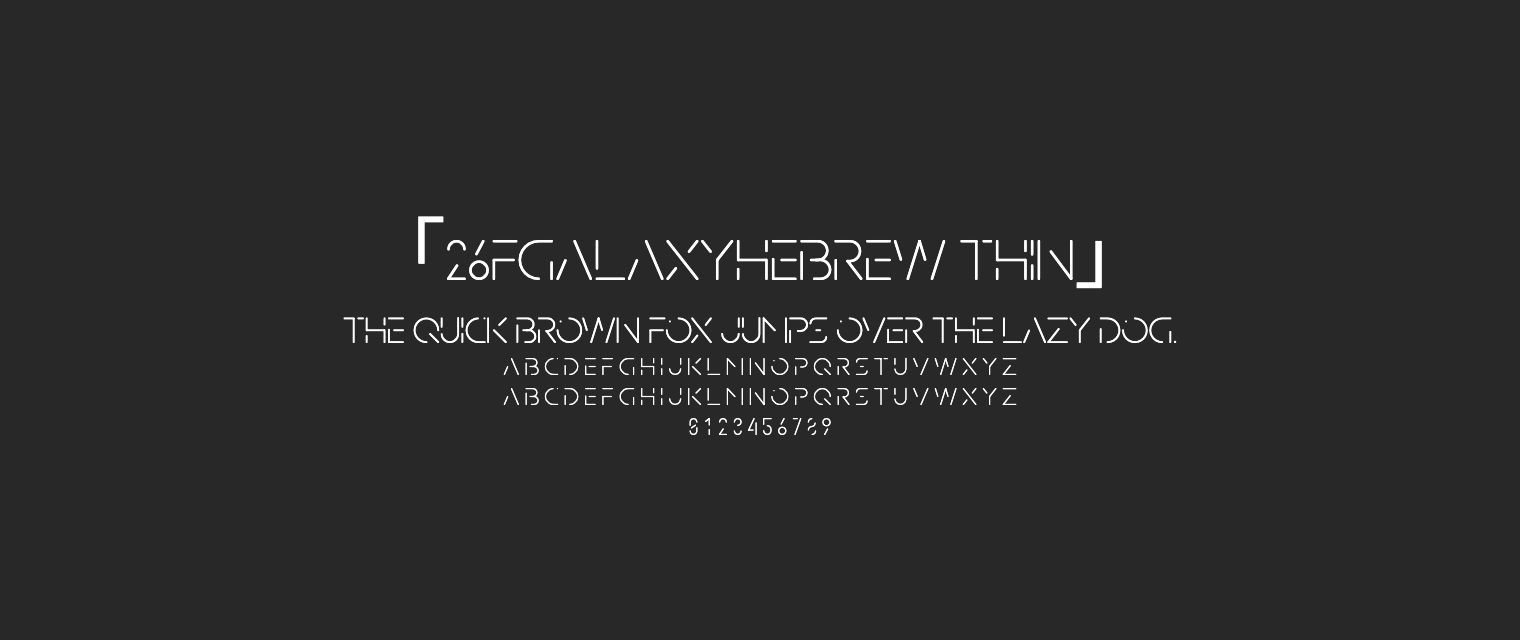 「26FGALAXYHEBREW THIN」
THE QUICK BROWN FOX JUMPS OVER THE LAZY DOG.
ABCDEFGHIJKLMNOPQRSTUVWXYZ
ABCDEFGHIJKLMNOPQRSTUVWXYZ
0123456789